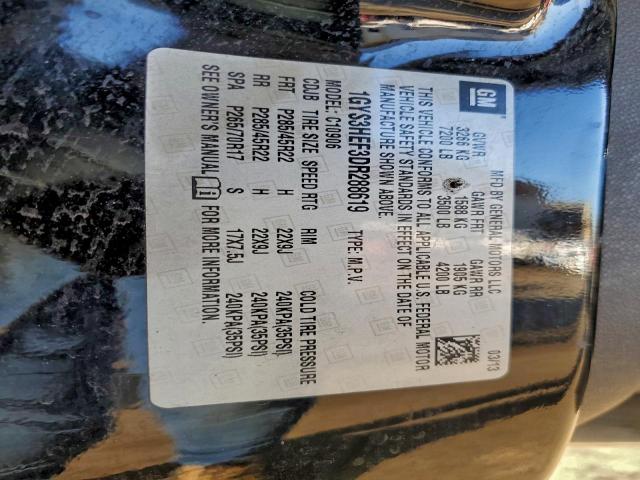 GM
MFD BY GENERAL MOTORS LLC 03/13
GVWR GAWR FRT GAWR RR
3266 KG 1588 KG 1905 KG
7200 LB 3500 LB 4200 LB
THIS VEHICLE CONFORMS TO ALL APPLICABLE U.S. FEDERAL MOTOR
VEHICLE SAFETY STANDARDS IN EFFECT ON THE DATE OF
MANUFACTURE SHOWN ABOVE.
1GYS3HEF3DR288619 TYPE: M.P.V.
MODEL: C10906
CDJB TIRE SIZE SPEED RTG RIM COLD TIRE PRESSURE
FRT P285/45R22 H 22X9J 240KPA(35PSI)
RR P285/45R22 H 22X9J 240KPA(35PSI)
SPA P265/70R17 S 17X7.5J 240KPA(35PSI)
SEE OWNER'S MANUAL FOR MORE INFORMATION.